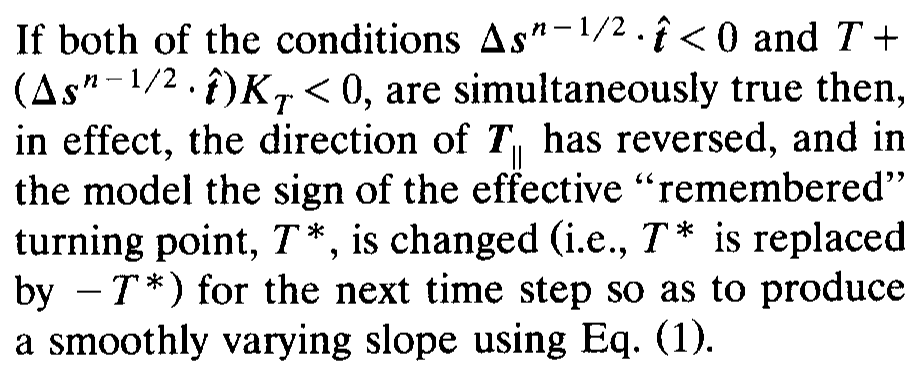 If both of the conditions Δsⁿ⁻¹/² · t̂ < 0 and T +
(Δsⁿ⁻¹/² · t̂)K_T < 0, are simultaneously true then,
in effect, the direction of T_∥ has reversed, and in
the model the sign of the effective “remembered”
turning point, T*, is changed (i.e., T* is replaced
by −T*) for the next time step so as to produce
a smoothly varying slope using Eq. (1).